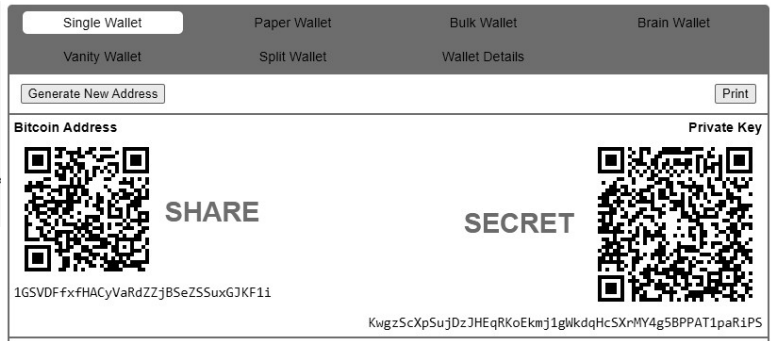 Single Wallet Paper Wallet Bulk Wallet Brain Wallet
Vanity Wallet Split Wallet Wallet Details
Generate New Address Print
Bitcoin Address Private Key
SHARE
SECRET
1GSVDFfxfHACyVaRdZZjBSeZSSuxGJKF1i
KwgzScXpSujDzJHEqRKoEkmj1gWkdqHcSXrMY4g5BPPAT1paRiPS